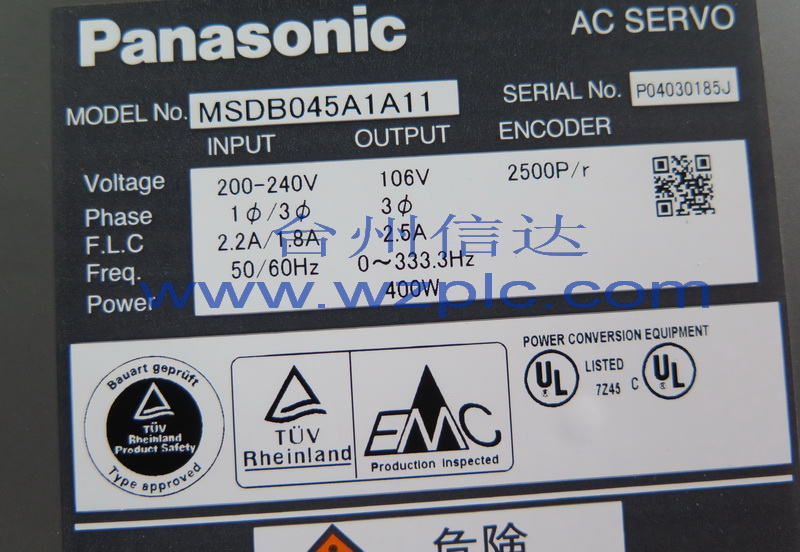 Panasonic AC SERVO
MODEL No. MSDB045A1A11 SERIAL No. P04030185J
INPUT OUTPUT ENCODER
Voltage 200-240V 106V 2500P/r
Phase 1ϕ/3ϕ 3ϕ
F.L.C 2.2A/1.8A 2.5A
Freq. 50/60Hz 0～333.3Hz
Power 400W
台州信达
www.wzplc.com
POWER CONVERSION EQUIPMENT
UL LISTED 7Z45 C UL
Bauart geprüft
TÜV
Rheinland
Product Safety
Type approved
TÜV
Rheinland
EMC
Production Inspected
危険